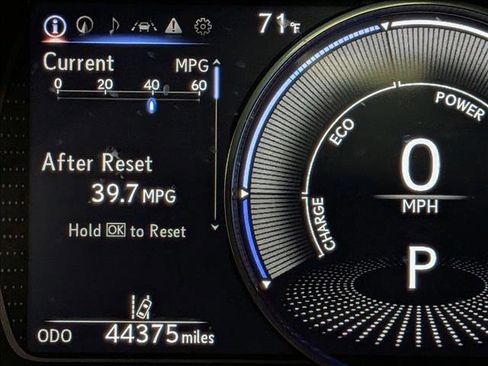 71°F
Current MPG
0 20 40 60
After Reset
39.7 MPG
Hold OK to Reset
ODO 44375 miles
CHARGE
ECO
POWER
0
MPH
P